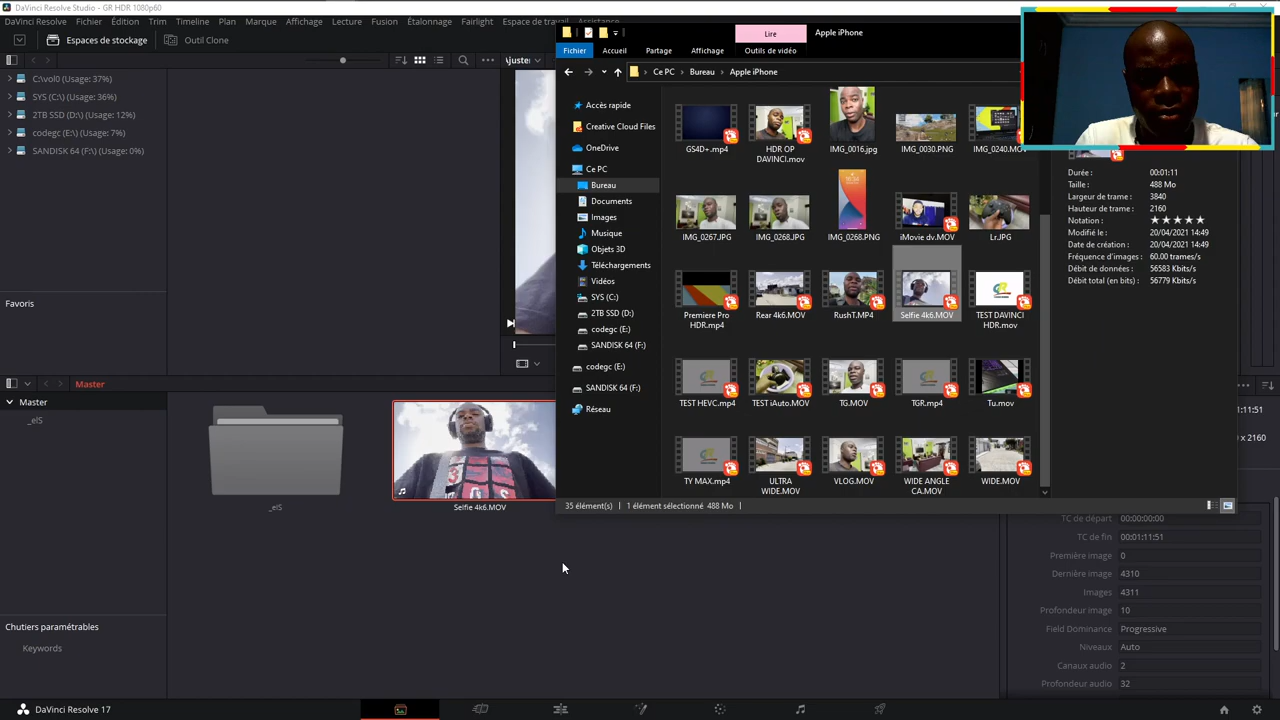 DaVinci Resolve Studio - GR HDR 1080p60
DaVinci Resolve Fichier Édition Trim Timeline Plan Marque Affichage Lecture Fusion Étalonnage Fairlight Espace de travail Assistance
Espaces de stockage
Outil Clone
C:\vol0 (Usage: 37%)
SYS (C:\) (Usage: 36%)
2TB SSD (D:\) (Usage: 12%)
codegc (E:\) (Usage: 7%)
SANDISK 64 (F:\) (Usage: 0%)
Favoris
Lire
Apple iPhone
Fichier Accueil Partage Affichage Outils de vidéo
Ce PC > Bureau > Apple iPhone
Accès rapide
Creative Cloud Files
OneDrive
Ce PC
Bureau
Documents
Images
Musique
Objets 3D
Téléchargements
Vidéos
SYS (C:)
2TB SSD (D:)
codegc (E:)
SANDISK 64 (F:)
codegc (E:)
SANDISK 64 (F:)
Réseau
GS4D+.mp4
HDR OP DAVINCI.mov
IMG_0016.jpg
IMG_0030.PNG
IMG_0240.MOV
IMG_0267.JPG
IMG_0268.JPG
IMG_0268.PNG
iMovie dv.MOV
Lr.JPG
Premiere Pro HDR.mp4
Rear 4k6.MOV
RushT.MP4
Selfie 4k6.MOV
TEST DAVINCI HDR.mov
TEST HEVC.mp4
TEST iAuto.MOV
TG.MOV
TGR.mp4
Tu.mov
TY MAX.mp4
ULTRA WIDE.MOV
VLOG.MOV
WIDE ANGLE CA.MOV
WIDE.MOV
Durée : 00:01:11
Taille : 488 Mo
Largeur de trame : 3840
Hauteur de trame : 2160
Notation : ★★★★★
Modifié le : 20/04/2021 14:49
Date de création : 20/04/2021 14:49
Fréquence d'images : 60.00 trames/s
Débit de données : 56583 Kbits/s
Débit total (en bits) : 56779 Kbits/s
35 élément(s) 1 élément sélectionné 488 Mo
Master
Master
_elS
_elS
Selfie 4k6.MOV
TC de départ 00:00:00:00
TC de fin 00:01:11:51
Première image 0
Dernière image 4310
Images 4311
Profondeur image 10
Field Dominance Progressive
Niveaux Auto
Canaux audio 2
Profondeur audio 32
Chutiers paramétrables
Keywords
DaVinci Resolve 17